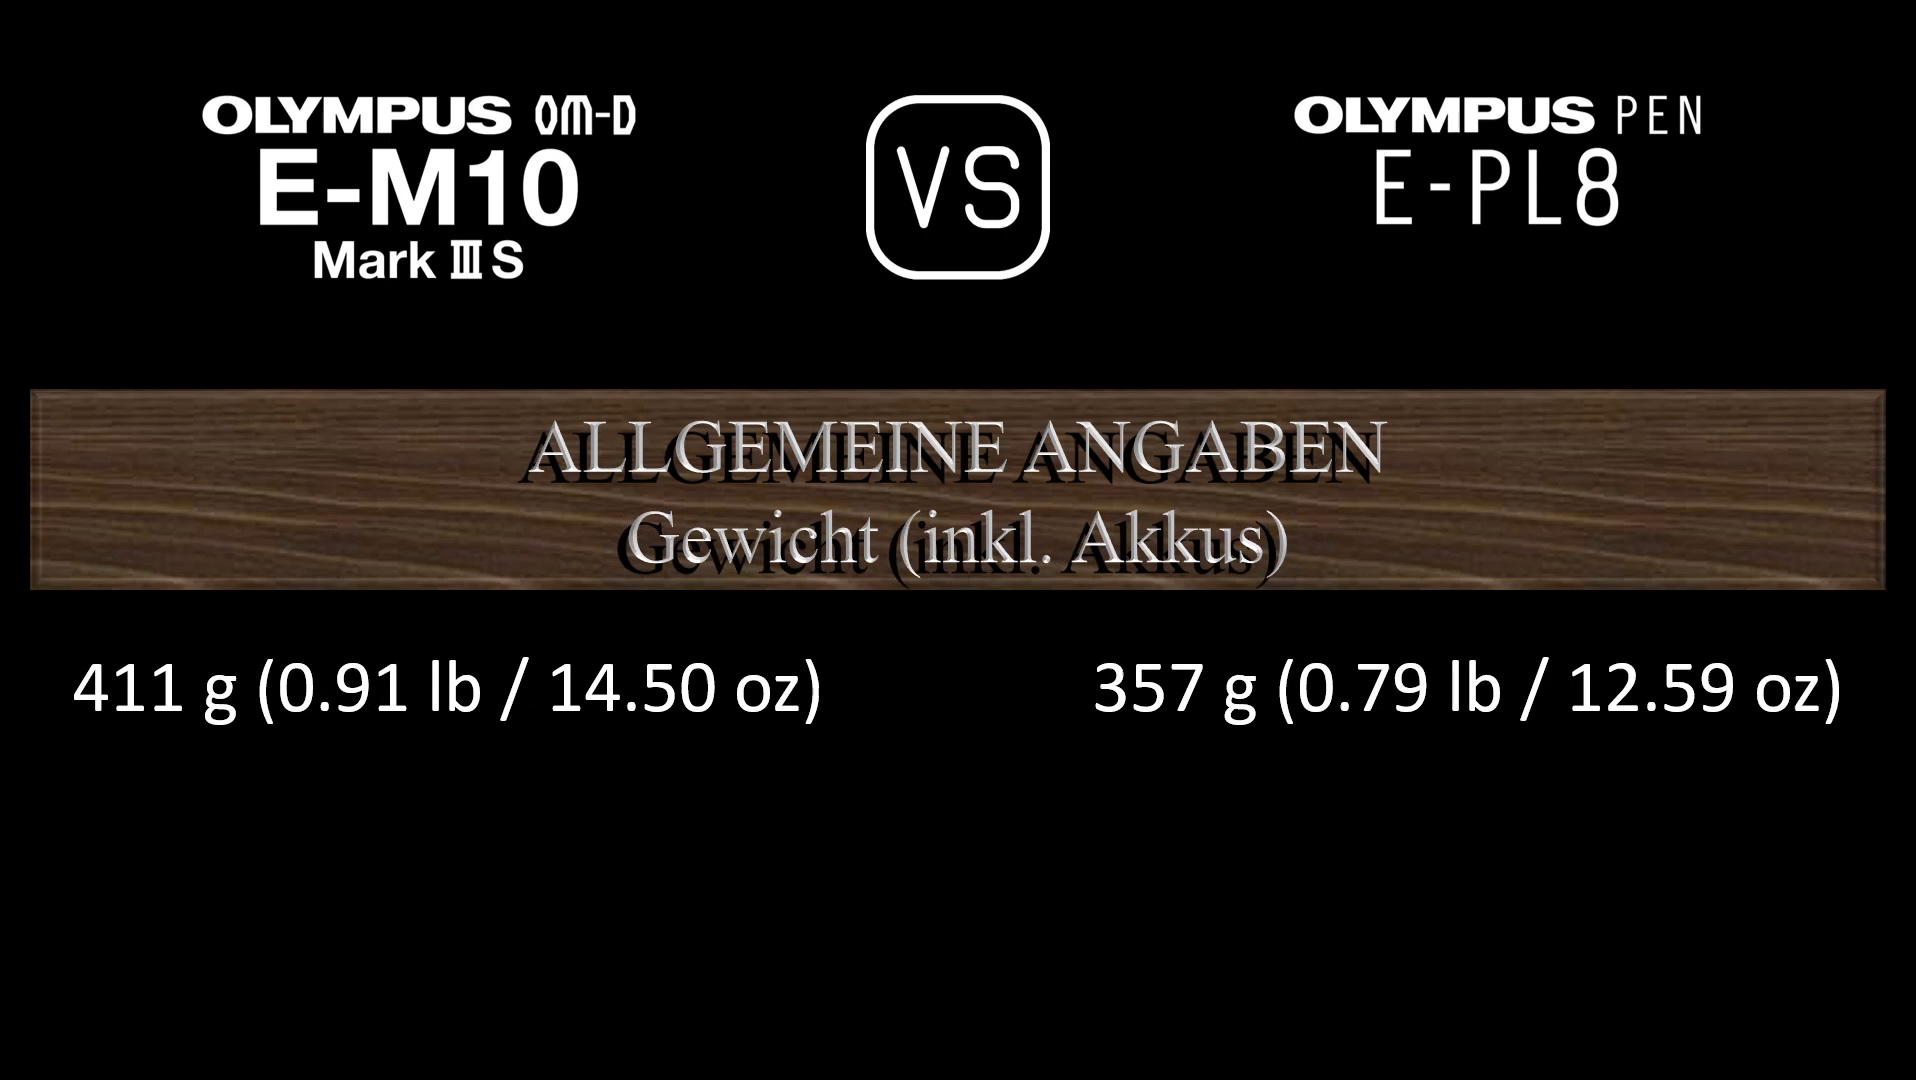 OLYMPUS OM-D
E-M10
Mark III S
VS
OLYMPUS PEN
E-PL8
ALLGEMEINE ANGABEN
Gewicht (inkl. Akkus)
411 g (0.91 lb / 14.50 oz)
357 g (0.79 lb / 12.59 oz)